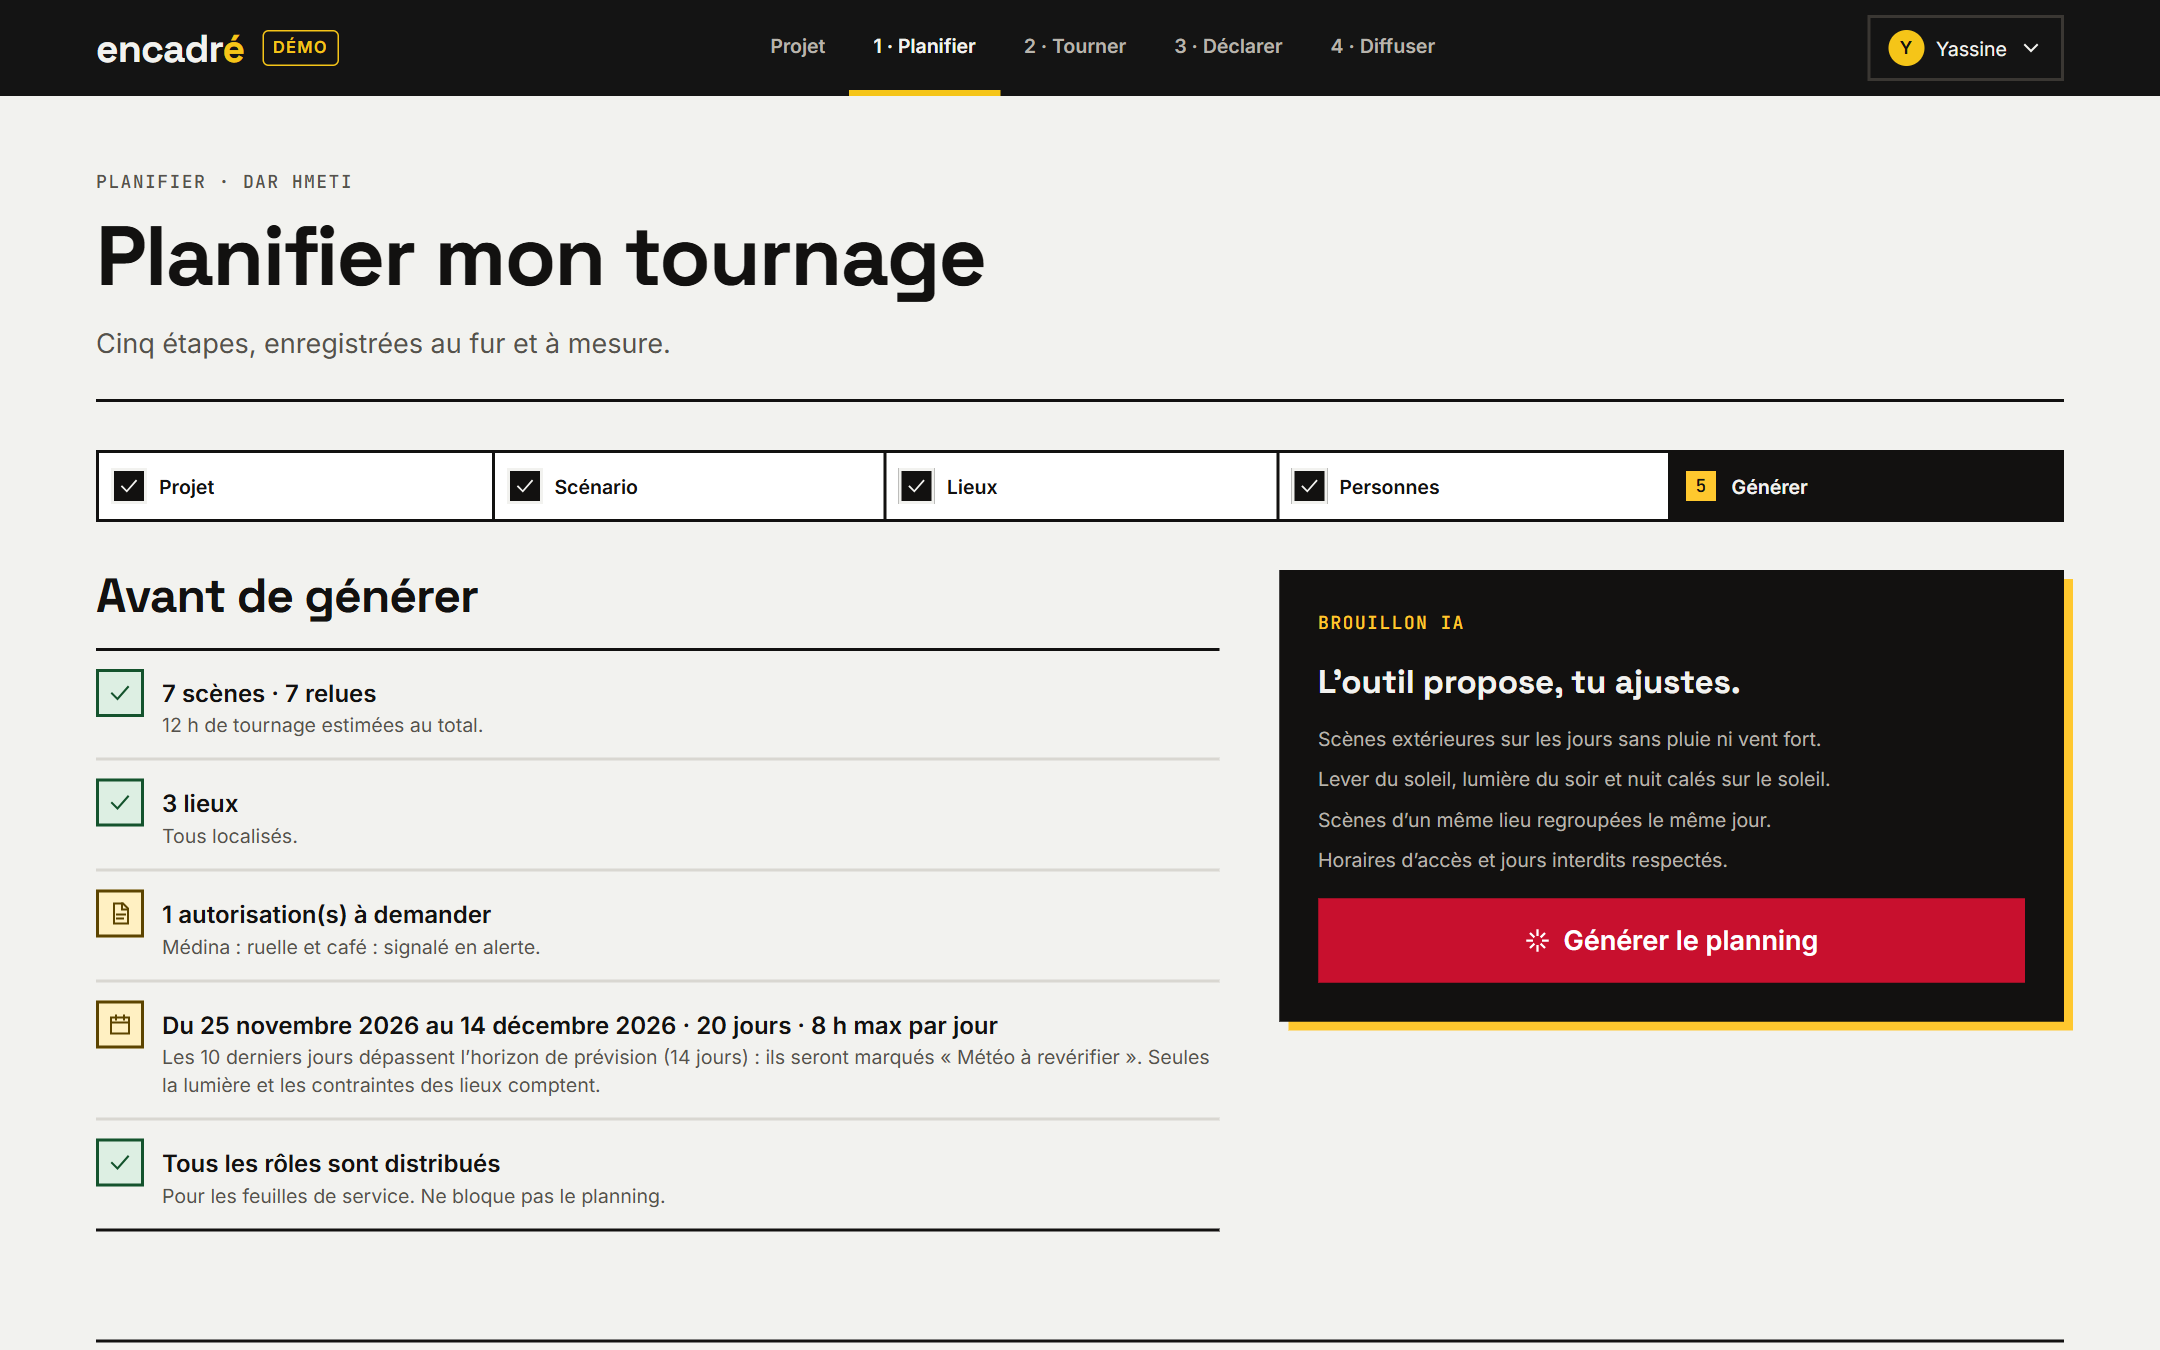 encadré
DÉMO
Projet
1 · Planifier
2 · Tourner
3 · Déclarer
4 · Diffuser
Y
Yassine
PLANIFIER · DAR HMETI
Planifier mon tournage
Cinq étapes, enregistrées au fur et à mesure.
Projet
Scénario
Lieux
Personnes
5
Générer
Avant de générer
7 scènes · 7 relues
12 h de tournage estimées au total.
3 lieux
Tous localisés.
1 autorisation(s) à demander
Médina : ruelle et café : signalé en alerte.
Du 25 novembre 2026 au 14 décembre 2026 · 20 jours · 8 h max par jour
Les 10 derniers jours dépassent l’horizon de prévision (14 jours) : ils seront marqués « Météo à revérifier ». Seules
la lumière et les contraintes des lieux comptent.
Tous les rôles sont distribués
Pour les feuilles de service. Ne bloque pas le planning.
BROUILLON IA
L’outil propose, tu ajustes.
Scènes extérieures sur les jours sans pluie ni vent fort.
Lever du soleil, lumière du soir et nuit calés sur le soleil.
Scènes d’un même lieu regroupées le même jour.
Horaires d’accès et jours interdits respectés.
Générer le planning